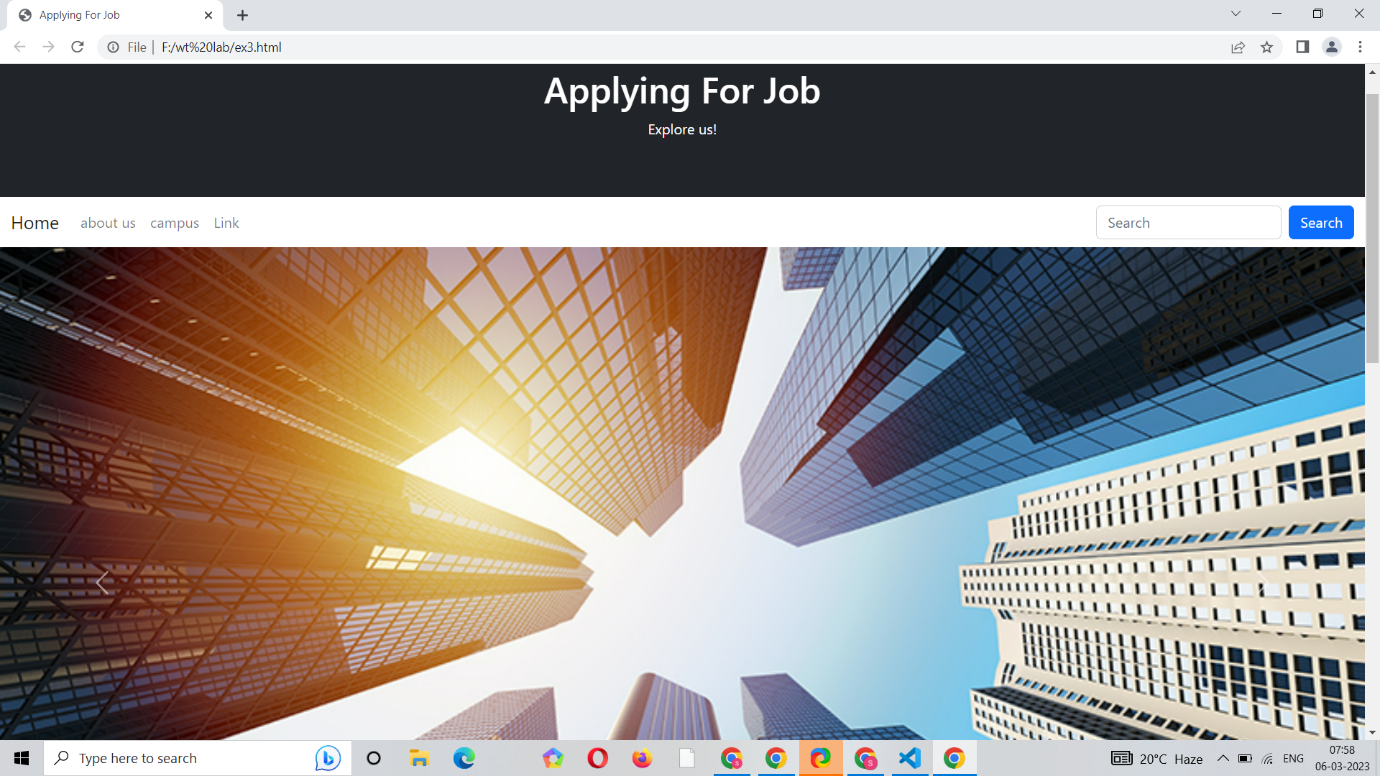 Applying For Job
File | F:/wt%20lab/ex3.html
Applying For Job
Explore us!
Home about us campus Link Search Search
Type here to search 20°C Haze ENG 07:58
06-03-2023